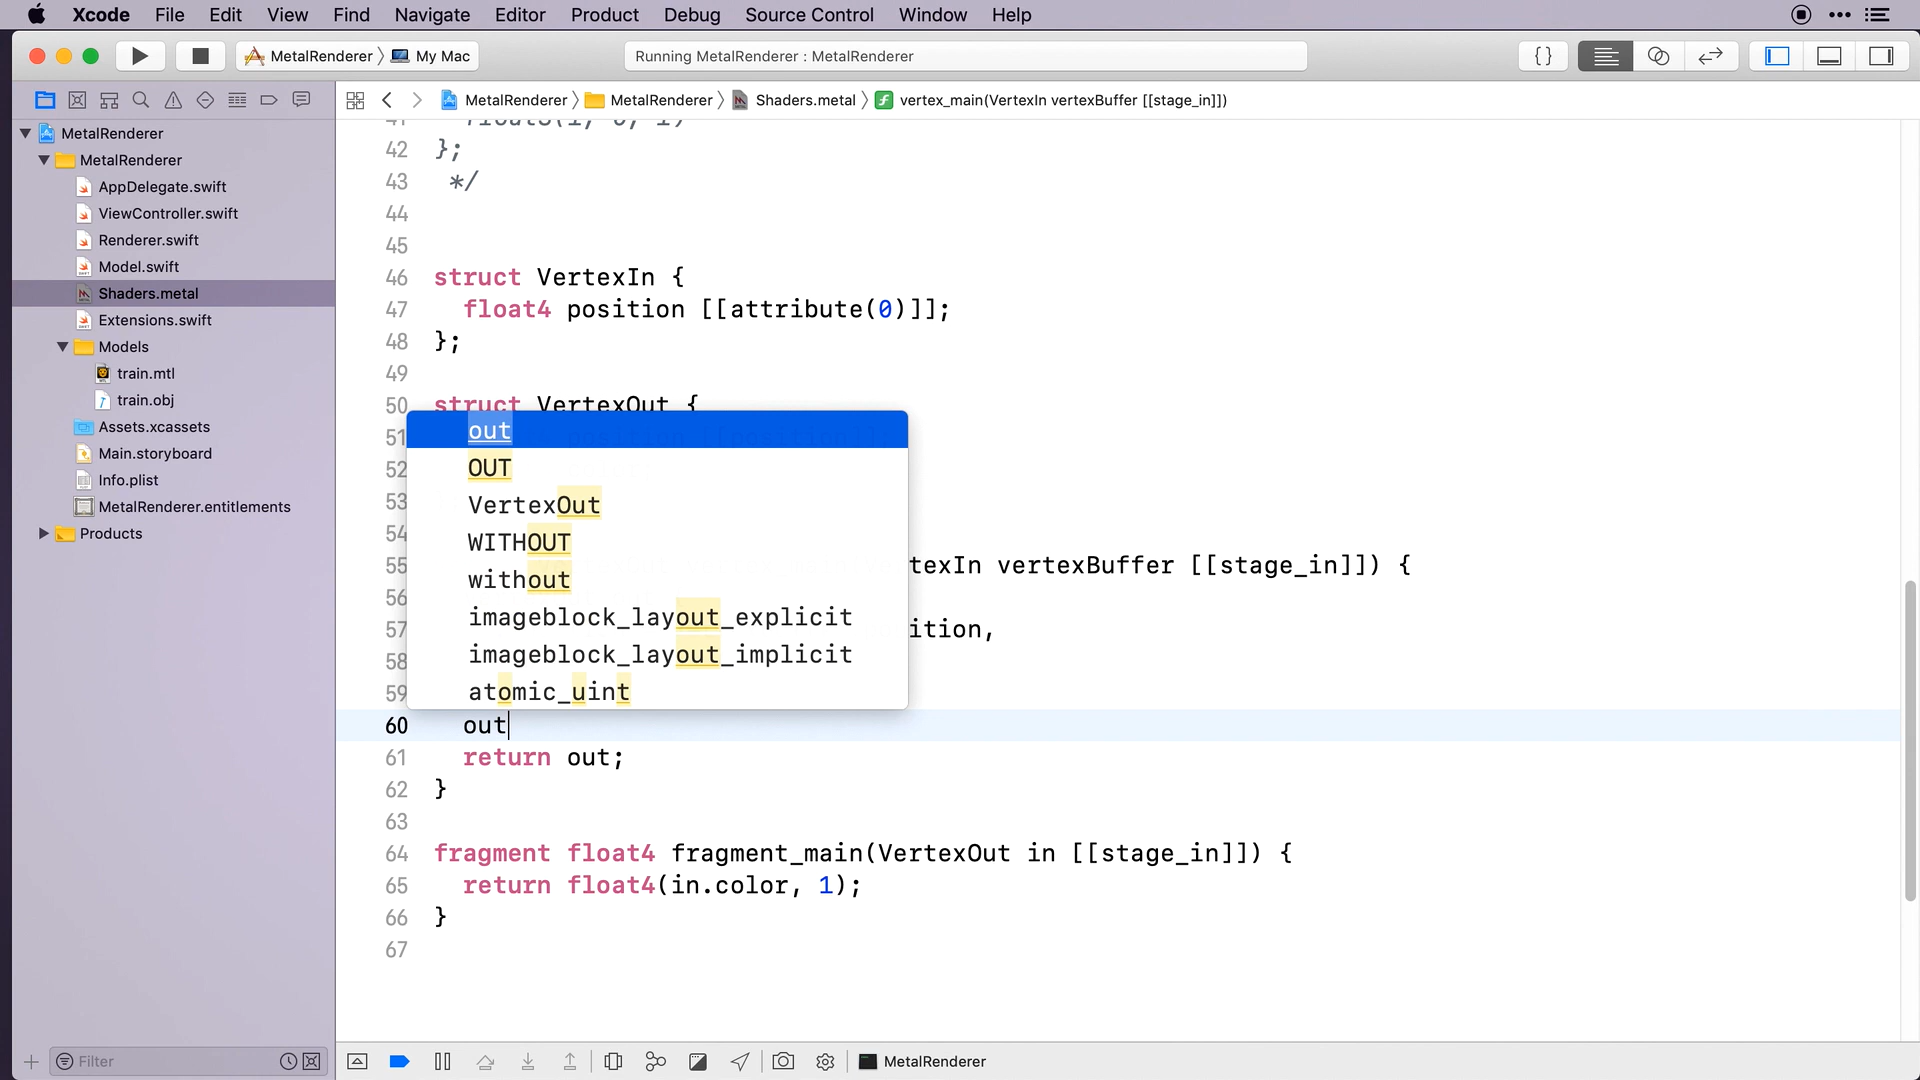 Xcode File Edit View Find Navigate Editor Product Debug Source Control Window Help
MetalRenderer My Mac
Running MetalRenderer : MetalRenderer
{}
MetalRenderer MetalRenderer Shaders.metal vertex_main(VertexIn vertexBuffer [[stage_in]])
MetalRenderer
MetalRenderer
AppDelegate.swift
ViewController.swift
Renderer.swift
Model.swift
Shaders.metal
Extensions.swift
Models
train.mtl
train.obj
Assets.xcassets
Main.storyboard
Info.plist
MetalRenderer.entitlements
Products
Filter
42 };
43 */
44
45
46 struct VertexIn {
47 float4 position [[attribute(0)]];
48 };
49
50 struct VertexOut {
51
52
53
54
55 texIn vertexBuffer [[stage_in]]) {
56
57 ition,
58
59
out
OUT
VertexOut
WITHOUT
without
imageblock_layout_explicit
imageblock_layout_implicit
atomic_uint
60 out
61 return out;
62 }
63
64 fragment float4 fragment_main(VertexOut in [[stage_in]]) {
65 return float4(in.color, 1);
66 }
67
MetalRenderer